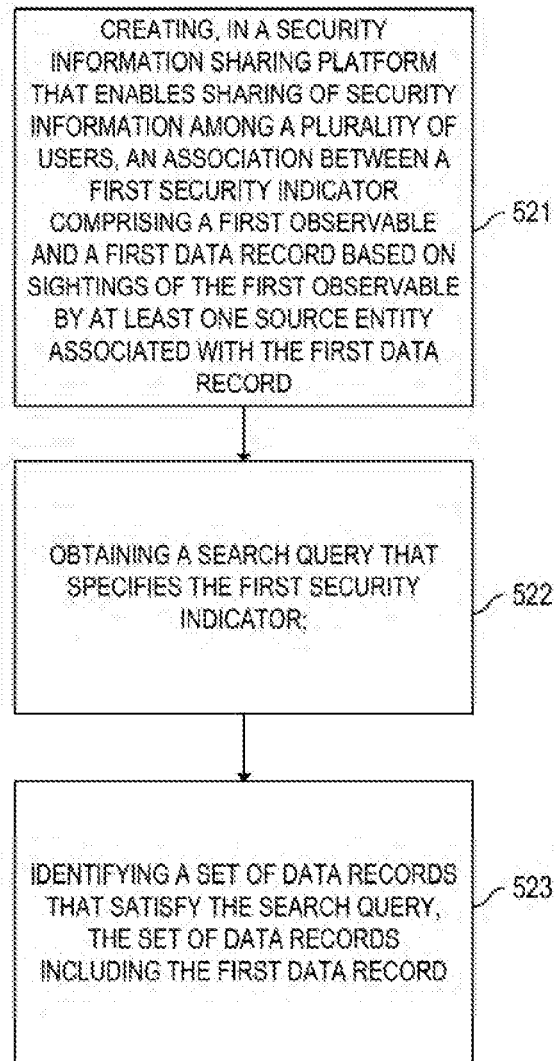 CREATING, IN A SECURITY
INFORMATION SHARING PLATFORM
THAT ENABLES SHARING OF SECURITY
INFORMATION AMONG A PLURALITY OF
USERS, AN ASSOCIATION BETWEEN A
FIRST SECURITY INDICATOR
COMPRISING A FIRST OBSERVABLE
AND A FIRST DATA RECORD BASED ON
SIGHTINGS OF THE FIRST OBSERVABLE
BY AT LEAST ONE SOURCE ENTITY
ASSOCIATED WITH THE FIRST DATA
RECORD
521
OBTAINING A SEARCH QUERY THAT
SPECIFIES THE FIRST SECURITY
INDICATOR;
522
IDENTIFYING A SET OF DATA RECORDS
THAT SATISFY THE SEARCH QUERY,
THE SET OF DATA RECORDS
INCLUDING THE FIRST DATA RECORD
523